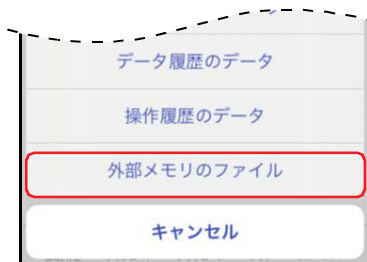 データ履歴のデータ
操作履歴のデータ
外部メモリのファイル
キャンセル